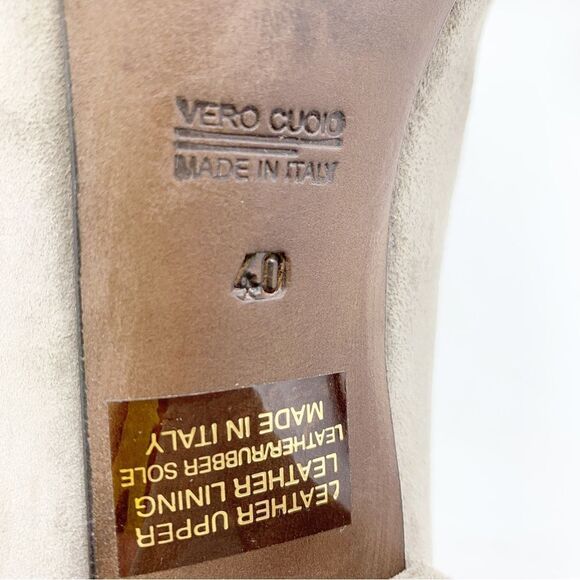 VERO CUOIO
MADE IN ITALY
40
LEATHER UPPER
LEATHER LINING
LEATHER/RUBBER SOLE
MADE IN ITALY